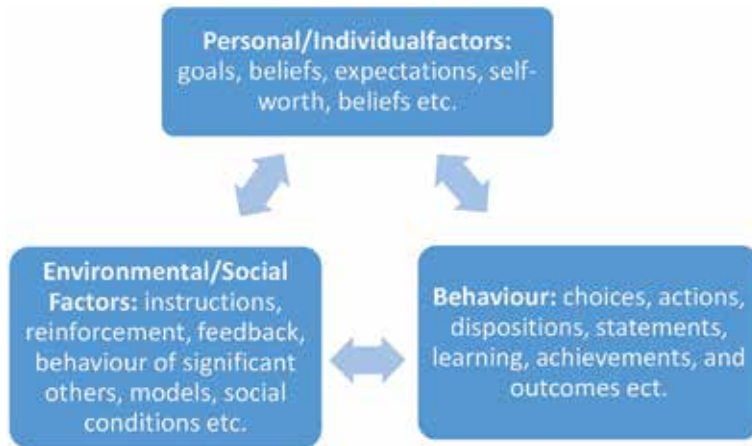 Personal/Individualfactors:
goals, beliefs, expectations, self-
worth, beliefs etc.
Environmental/Social
Factors: instructions,
reinforcement, feedback,
behaviour of significant
others, models, social
conditions etc.
Behaviour: choices, actions,
dispositions, statements,
learning, achievements, and
outcomes ect.